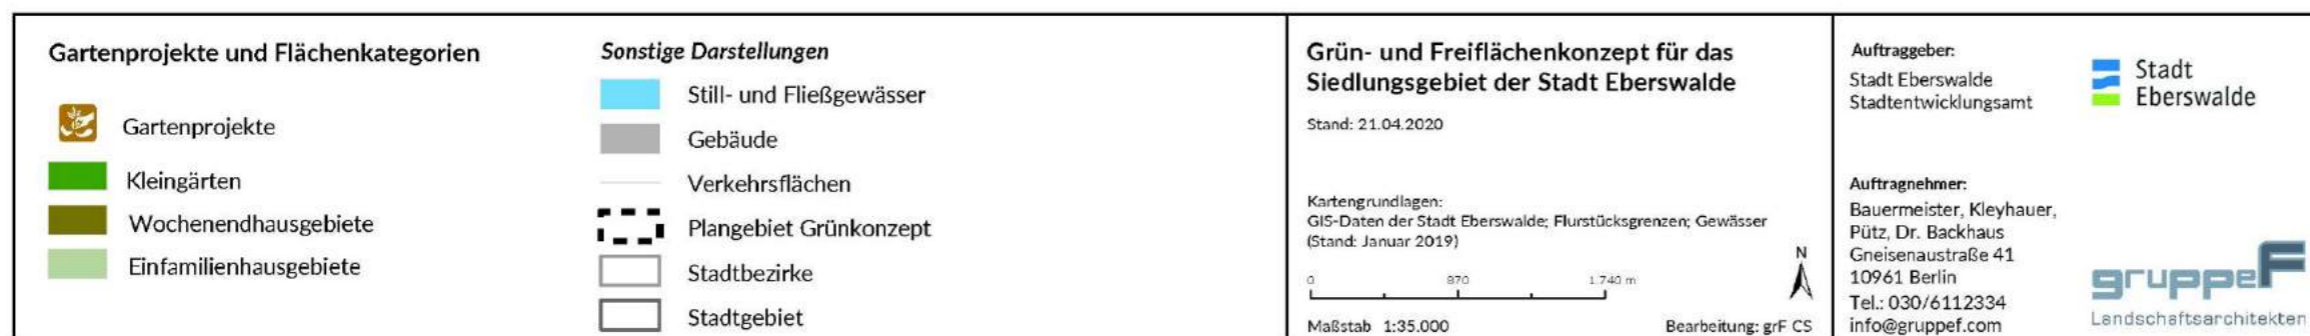 Gartenprojekte und Flächenkategorien
Gartenprojekte
Kleingärten
Wochenendhausgebiete
Einfamilienhausgebiete
Sonstige Darstellungen
Still- und Fließgewässer
Gebäude
Verkehrsflächen
Plangebiet Grünkonzept
Stadtbezirke
Stadtgebiet
Grün- und Freiflächenkonzept für das
Siedlungsgebiet der Stadt Eberswalde
Stand: 21.04.2020
Kartengrundlagen:
GIS-Daten der Stadt Eberswalde; Flurstücksgrenzen; Gewässer
(Stand: Januar 2019)
N
0 870 1.740 m
Maßstab 1:35.000
Bearbeitung: grF CS
Auftraggeber:
Stadt Eberswalde
Stadtentwicklungsamt
Stadt
Eberswalde
Auftragnehmer:
Bauermeister, Kleyhauer,
Pütz, Dr. Backhaus
Gneisenaustraße 41
10961 Berlin
Tel.: 030/6112334
info@gruppef.com
gruppeF
Landschaftsarchitekten